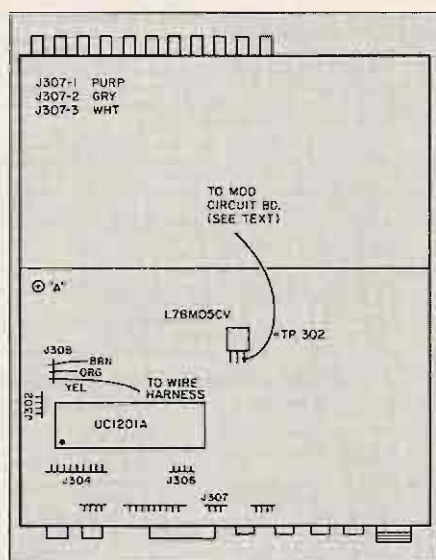 J307-1 PURP
J307-2 GRY
J307-3 WHT
TO MOD
CIRCUIT BD.
(SEE TEXT)
"A"
L78M05CV
TP 302
J308
BRN
ORG
YEL
TO WIRE
HARNESS
J302
UC1201A
J304
J306
J307